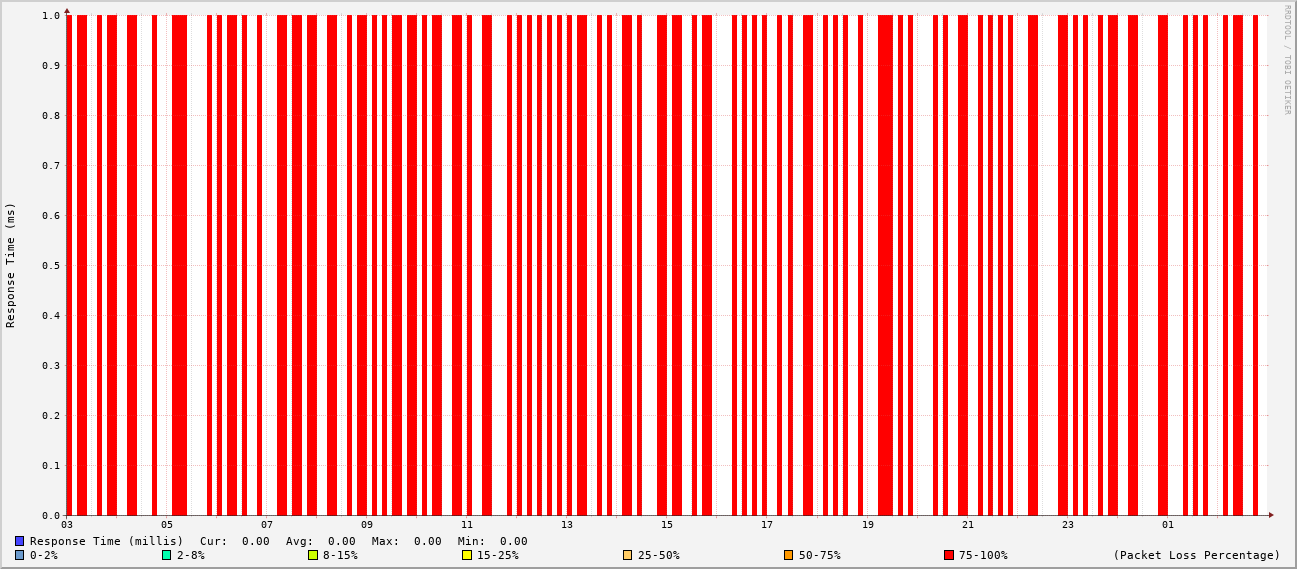 RRDTOOL / TOBI OETIKER
Response Time (ms)
1.0
0.9
0.8
0.7
0.6
0.5
0.4
0.3
0.2
0.1
0.0
03 05 07 09 11 13 15 17 19 21 23 01
Response Time (millis) Cur: 0.00 Avg: 0.00 Max: 0.00 Min: 0.00
0-2% 2-8% 8-15% 15-25% 25-50% 50-75% 75-100% (Packet Loss Percentage)